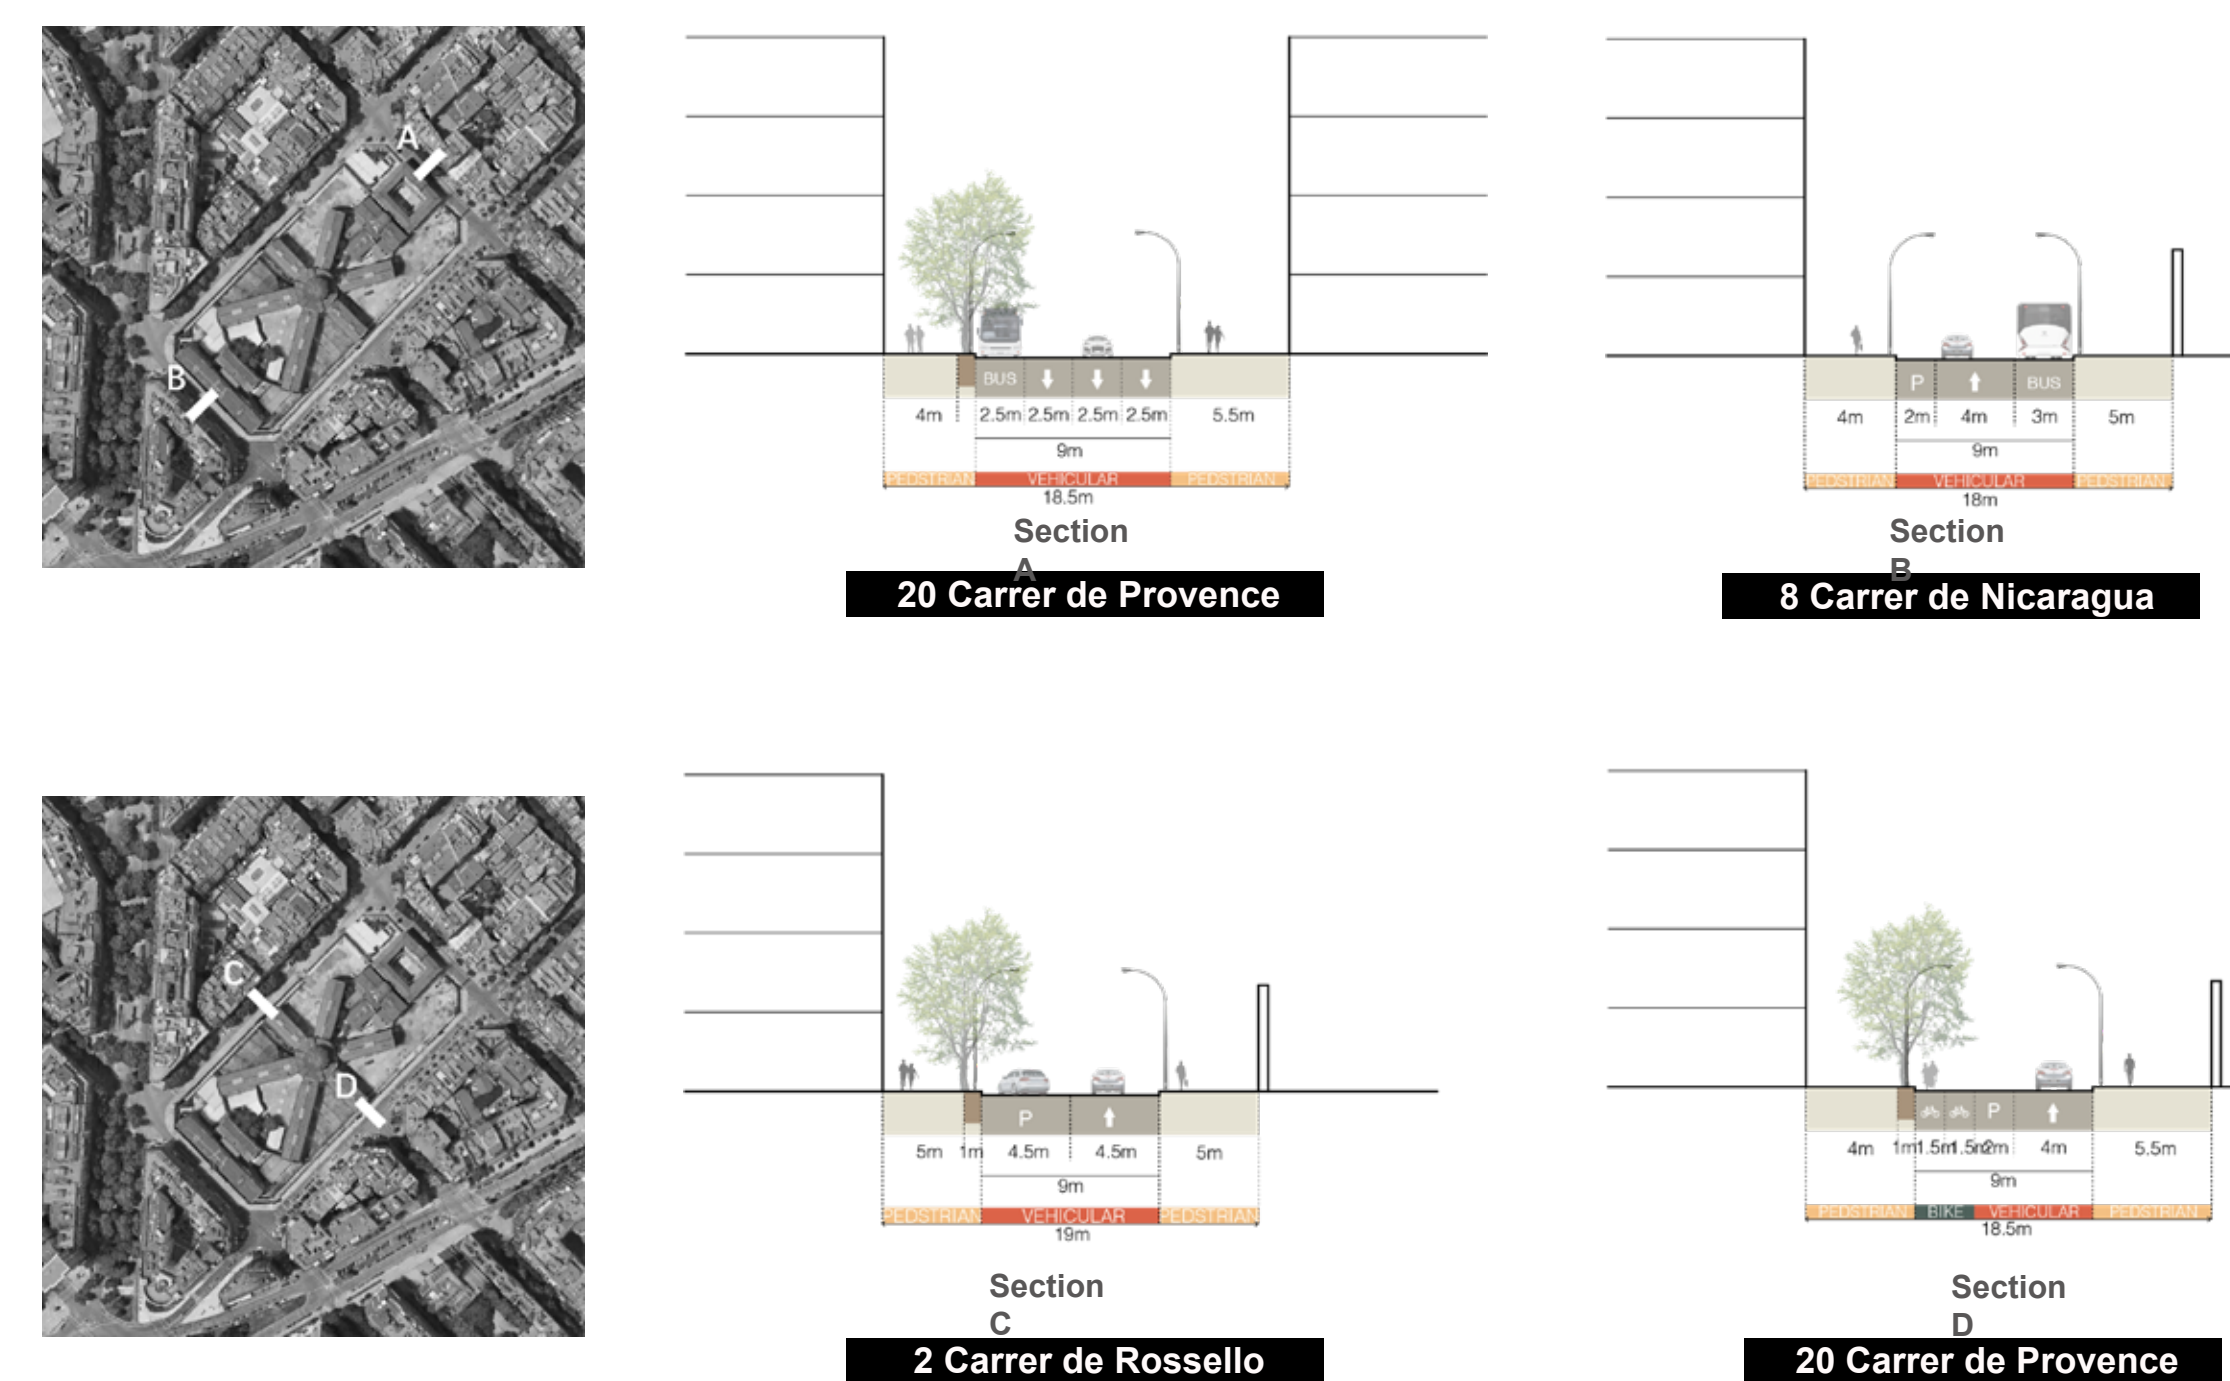 A
B
BUS
4m 2.5m 2.5m 2.5m 2.5m 5.5m
9m
PEDSTRIAN VEHICULAR PEDSTRIAN
18.5m
Section
A
20 Carrer de Provence
P BUS
4m 2m 4m 3m 5m
9m
PEDSTRIAN VEHICULAR PEDSTRIAN
18m
Section
B
8 Carrer de Nicaragua
C
D
P
5m 1m 4.5m 4.5m 5m
9m
PEDSTRIAN VEHICULAR PEDSTRIAN
19m
Section
C
2 Carrer de Rossello
P
4m 1m 1.5m 1.5m 2m 4m 5.5m
9m
PEDSTRIAN BIKE VEHICULAR PEDSTRIAN
18.5m
Section
D
20 Carrer de Provence